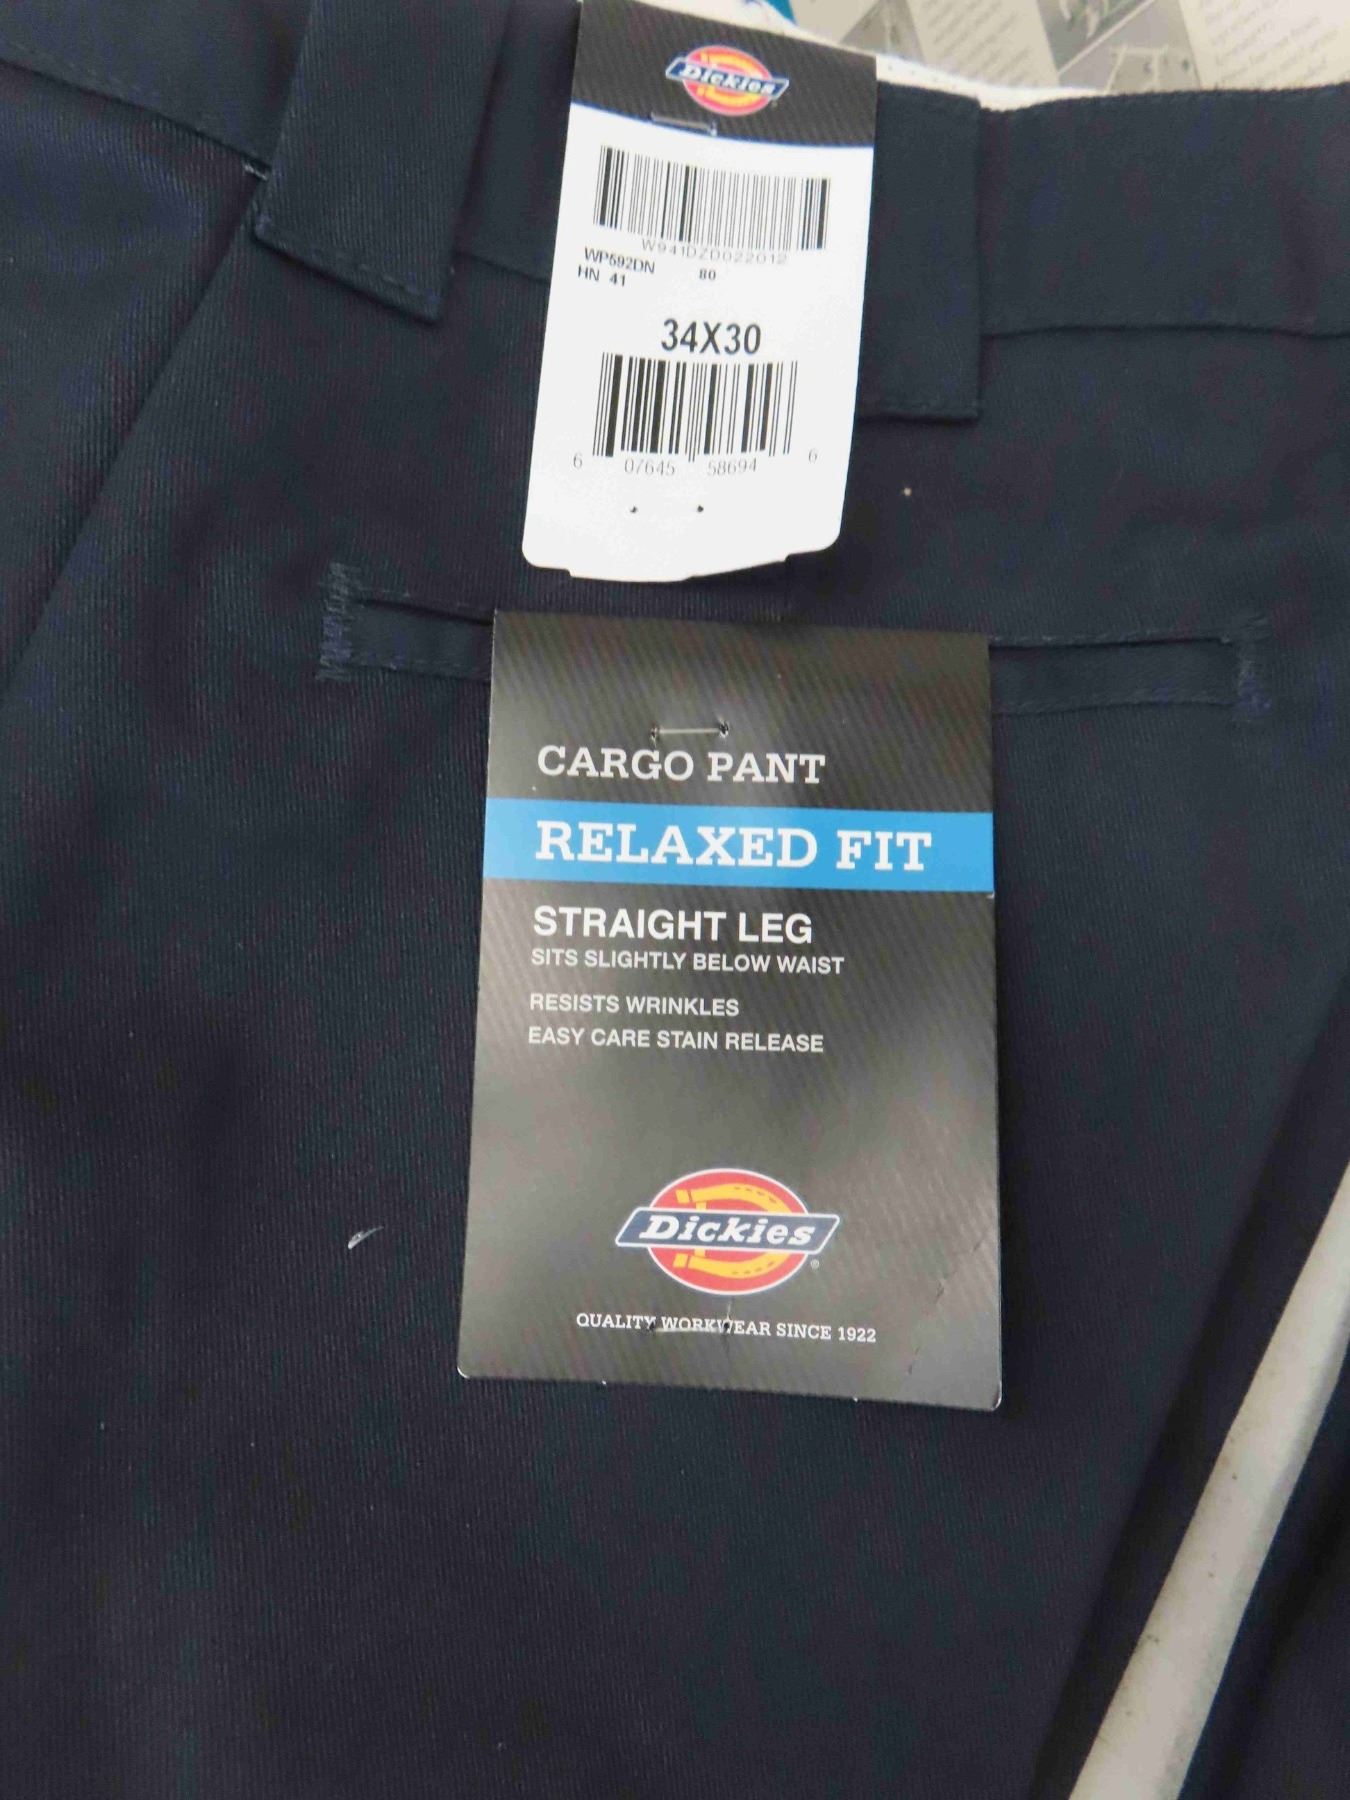 Dickies
W941DZD022012
WP592DN 80
HN 41
34X30
6 07645 58694 6
CARGO PANT
RELAXED FIT
STRAIGHT LEG
SITS SLIGHTLY BELOW WAIST
RESISTS WRINKLES
EASY CARE STAIN RELEASE
Dickies®
QUALITY WORKWEAR SINCE 1922